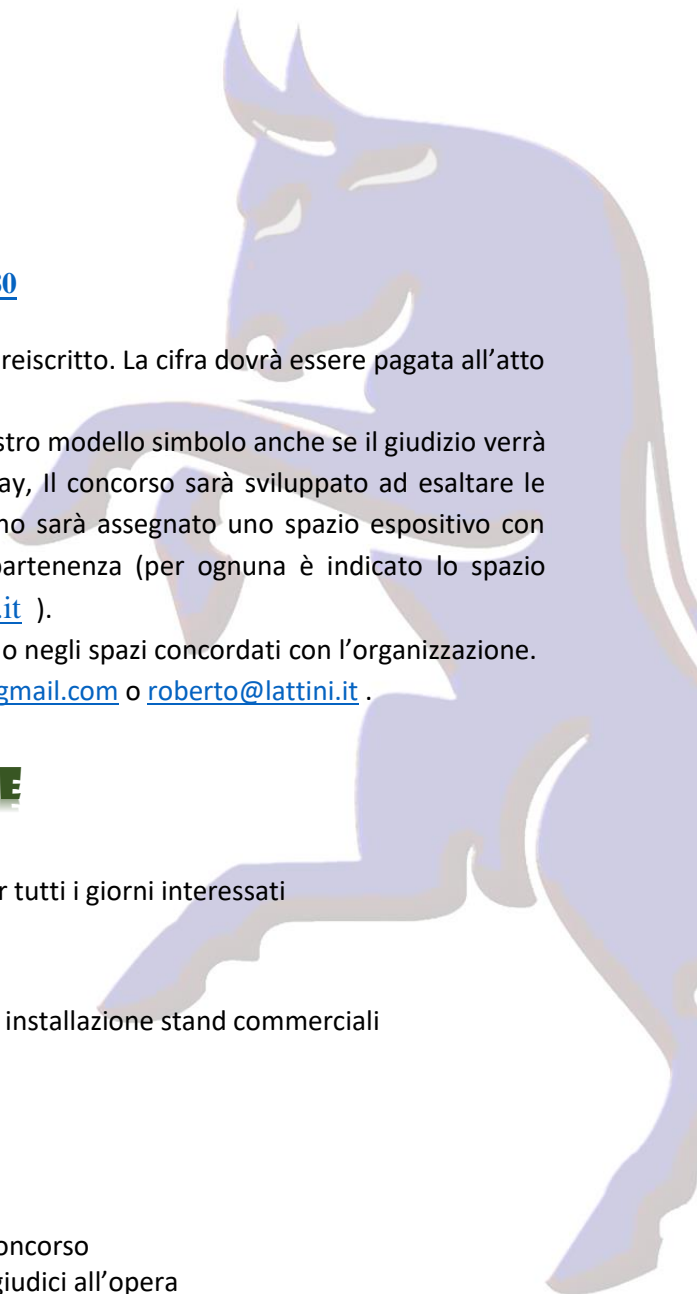 30
reiscritto. La cifra dovrà essere pagata all’atto
stro modello simbolo anche se il giudizio verrà
ay, Il concorso sarà sviluppato ad esaltare le
no sarà assegnato uno spazio espositivo con
partenenza (per ognuna è indicato lo spazio
.it ).
o negli spazi concordati con l’organizzazione.
gmail.com o roberto@lattini.it .
E
r tutti i giorni interessati
installazione stand commerciali
oncorso
giudici all’opera